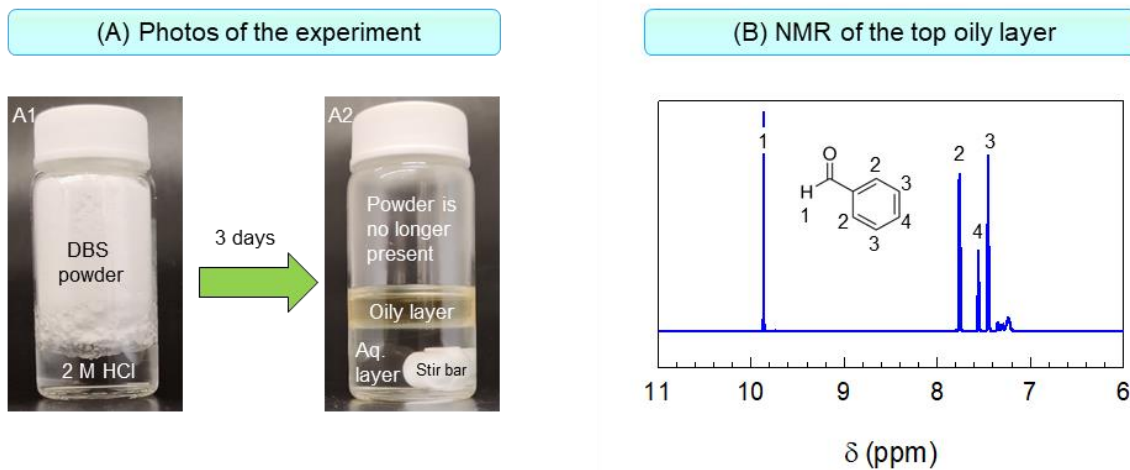 (A) Photos of the experiment
(B) NMR of the top oily layer
A1
DBS
powder
2 M HCl
3 days
A2
Powder is
no longer
present
Oily layer
Aq.
layer
Stir bar
1
O
H
1
2
3
4
2
3
2
3
4
11
10
9
8
7
6
δ (ppm)